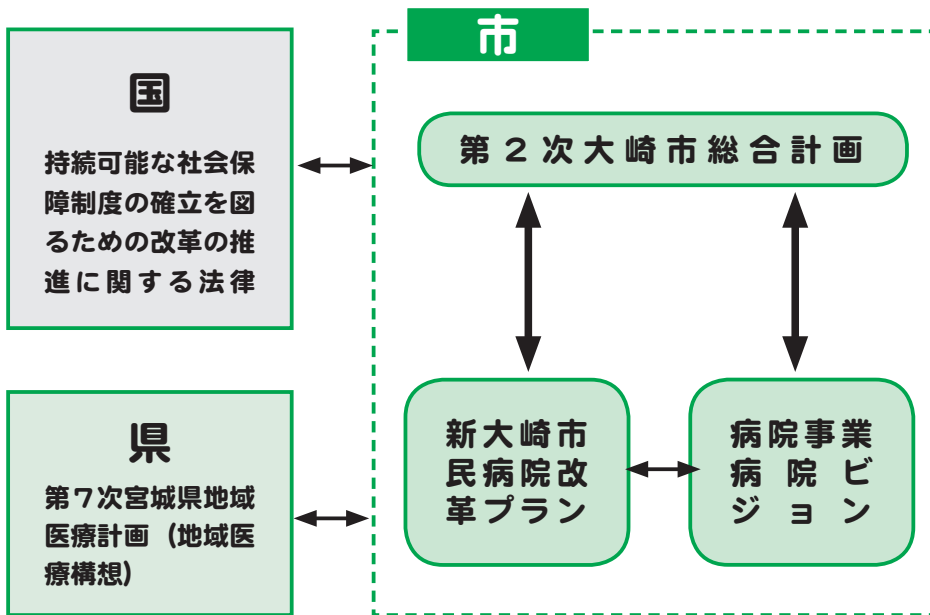 国
持続可能な社会保
障制度の確立を図
るための改革の推
進に関する法律
県
第7次宮城県地域
医療計画(地域医
療構想)
市
第2次大崎市総合計画
新大崎市
民病院改
革プラン
病院事業
病院ビ
ジョン